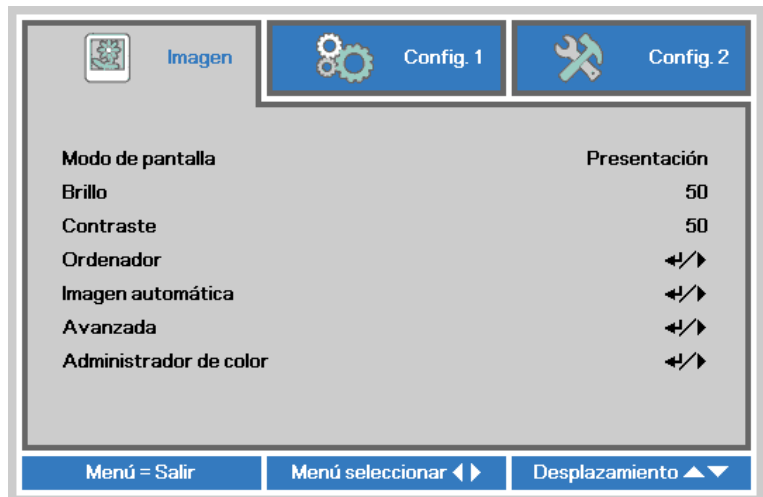 Imagen Config. 1 Config. 2
Modo de pantalla Presentación
Brillo 50
Contraste 50
Ordenador ↵/▶
Imagen automática ↵/▶
Avanzada ↵/▶
Administrador de color ↵/▶
Menú = Salir Menú seleccionar ◀▶ Desplazamiento ▲▼